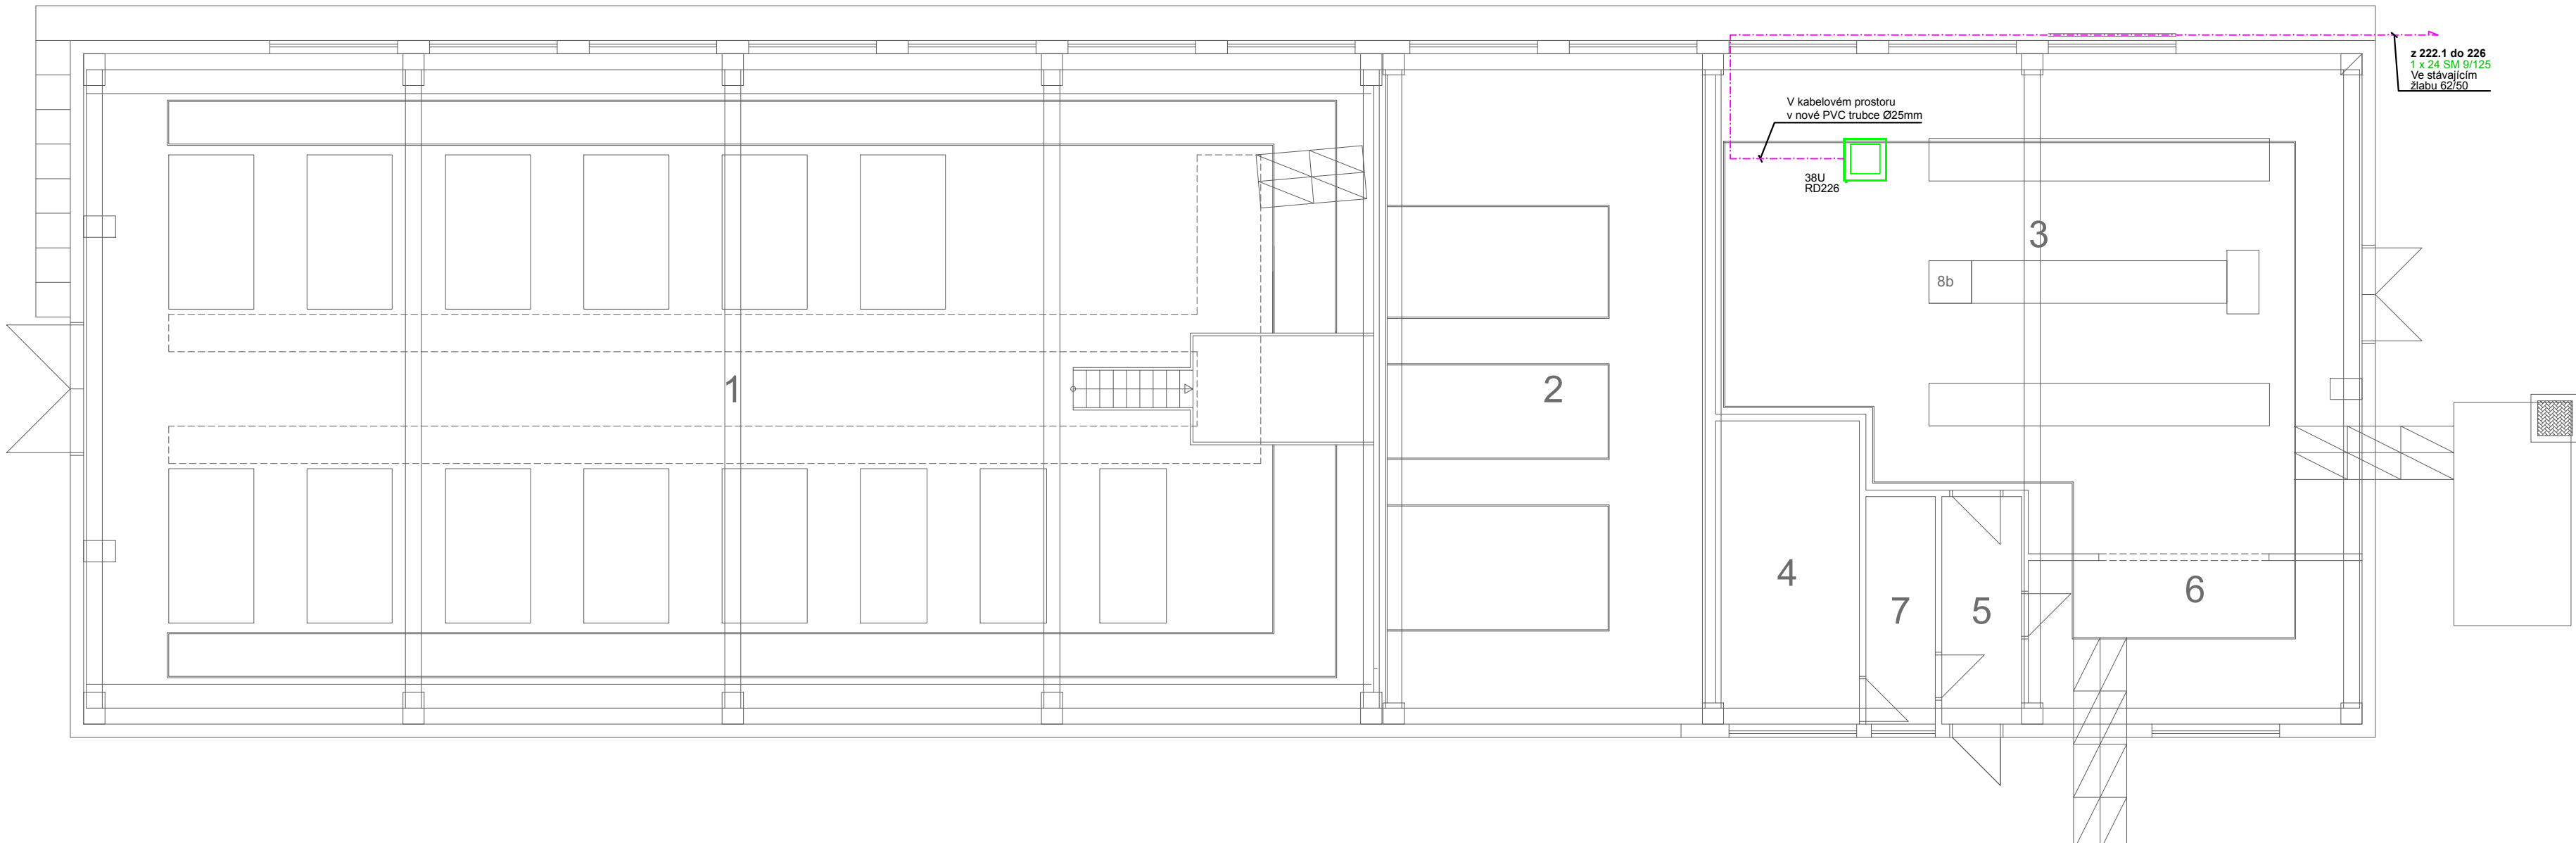 z 222.1 do 226
1 x 24 SM 9/125
Ve stávajícím
žlabu 62/50
V kabelovém prostoru
v nové PVC trubce Ø25mm
38U
RD226
3
8b
1
2
4
7
5
6